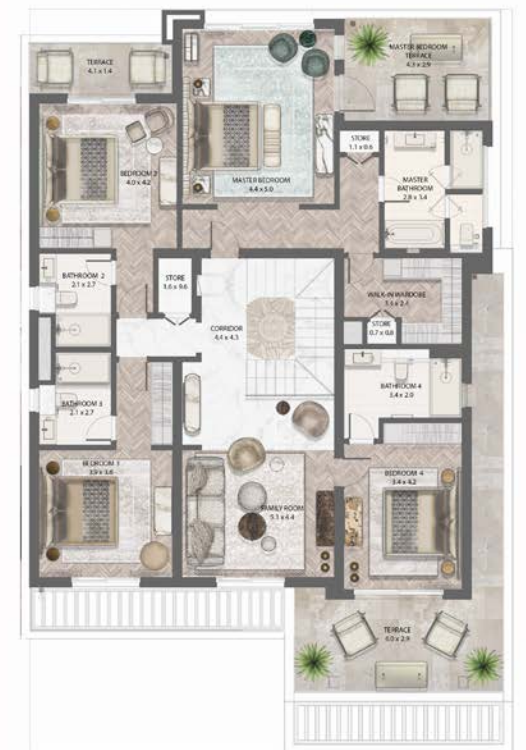 TERRACE
4.1 x 1.4
MASTER BEDROOM
TERRACE
4.3 x 2.9
STORE
1.1 x 0.6
BEDROOM 2
4.0 x 4.2
MASTER BEDROOM
4.4 x 5.0
MASTER
BATHROOM
2.8 x 3.4
BATHROOM 2
2.1 x 2.7
STORE
WALK-IN WARDROBE
STORE
0.7 x 0.8
CORRIDOR
4.4 x 4.3
BATHROOM 4
3.4 x 2.0
BATHROOM 3
2.1 x 2.7
BEDROOM 3
FAMILY ROOM
5.1 x 4.4
BEDROOM 4
3.4 x 4.2
TERRACE
6.0 x 2.9